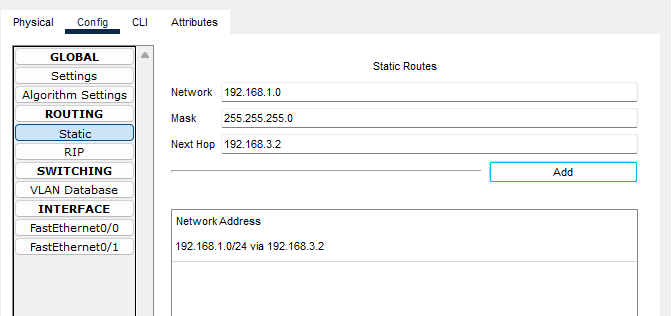 Physical Config CLI Attributes
GLOBAL
Settings
Algorithm Settings
ROUTING
Static
RIP
SWITCHING
VLAN Database
INTERFACE
FastEthernet0/0
FastEthernet0/1
Static Routes
Network 192.168.1.0
Mask 255.255.255.0
Next Hop 192.168.3.2
Add
Network Address
192.168.1.0/24 via 192.168.3.2